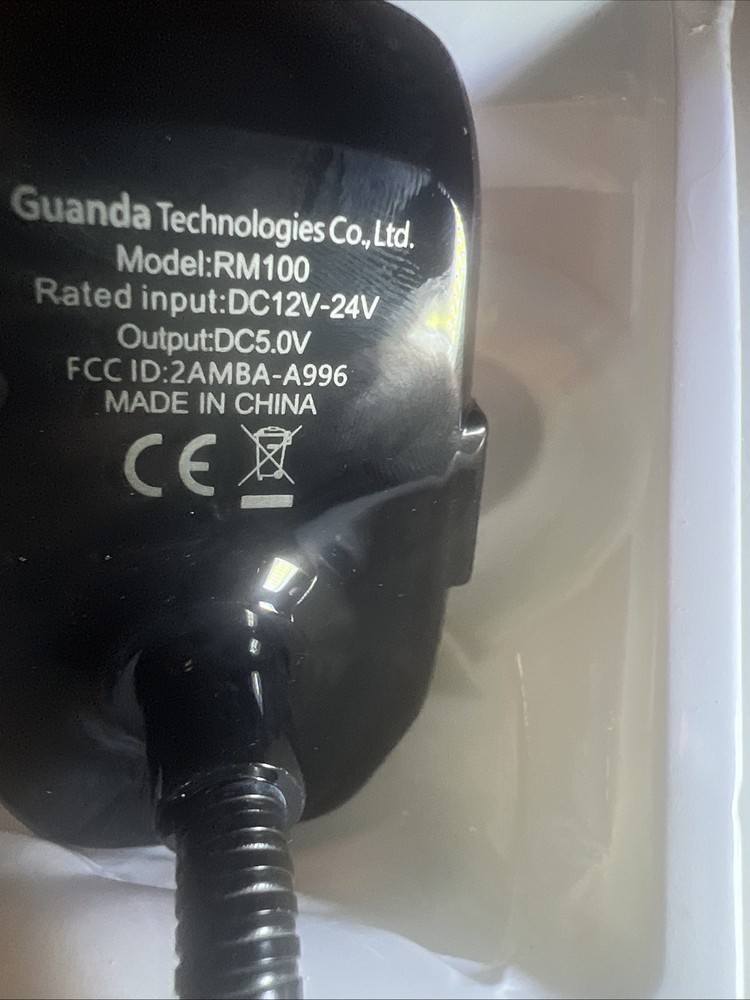 Guanda Technologies Co.,Ltd.
Model:RM100
Rated input:DC12V-24V
Output:DC5.0V
FCC ID:2AMBA-A996
MADE IN CHINA
CE